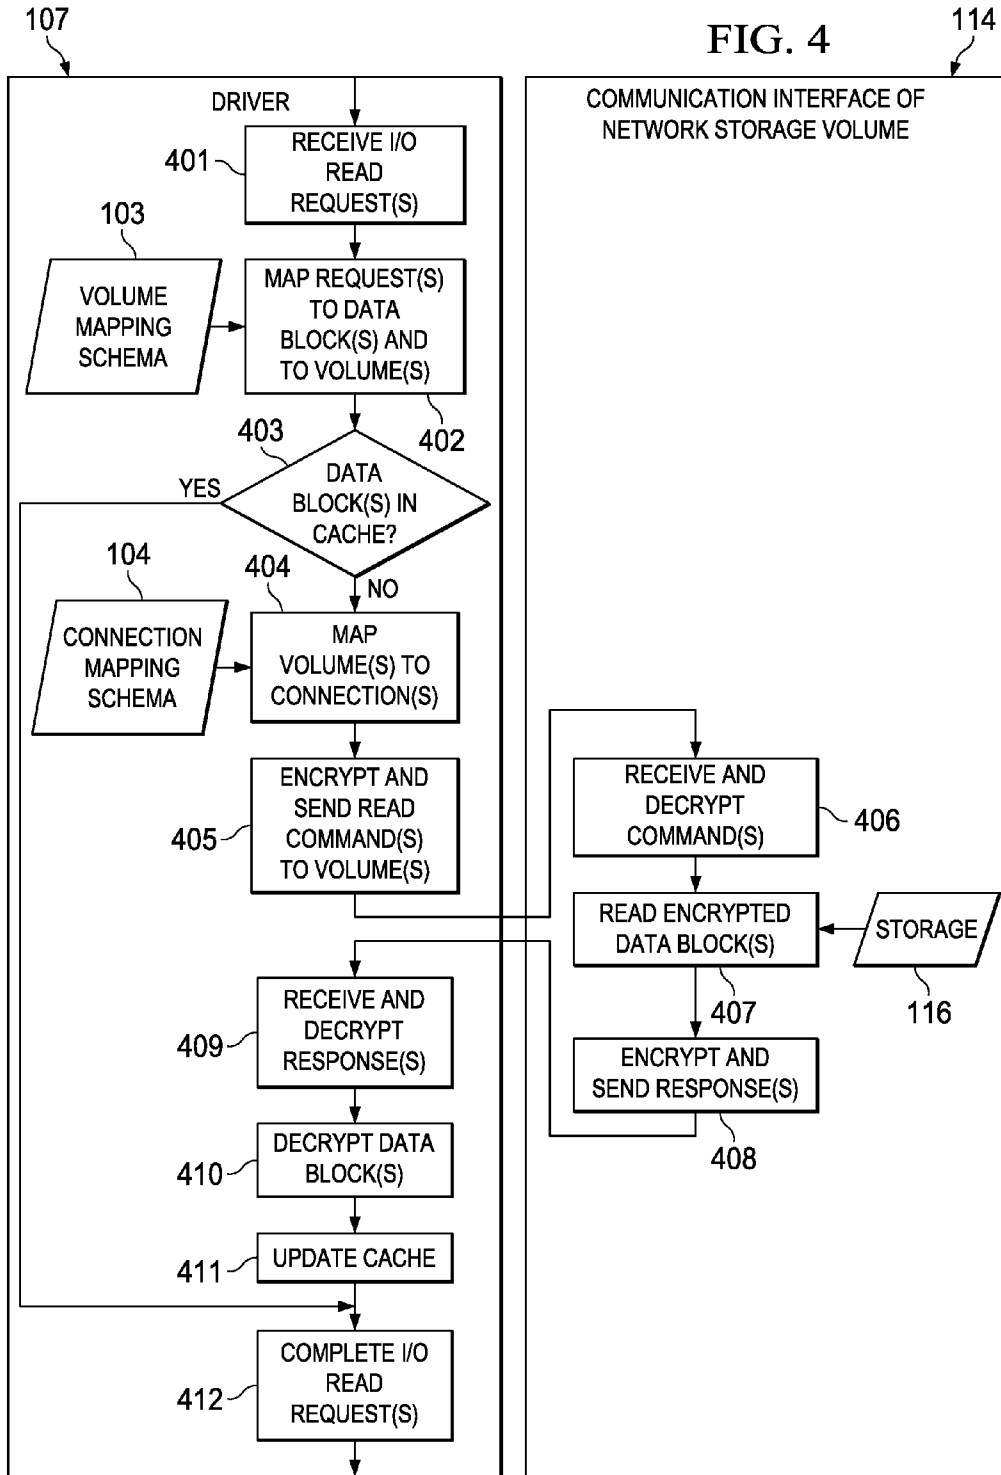 107
FIG. 4
114
DRIVER
COMMUNICATION INTERFACE OF
NETWORK STORAGE VOLUME
401
RECEIVE I/O
READ
REQUEST(S)
103
VOLUME
MAPPING
SCHEMA
MAP REQUEST(S)
TO DATA
BLOCK(S) AND
TO VOLUME(S)
402
403
YES
DATA
BLOCK(S) IN
CACHE?
NO
104
CONNECTION
MAPPING
SCHEMA
404
MAP
VOLUME(S) TO
CONNECTION(S)
405
ENCRYPT AND
SEND READ
COMMAND(S)
TO VOLUME(S)
RECEIVE AND
DECRYPT
COMMAND(S)
406
READ ENCRYPTED
DATA BLOCK(S)
407
STORAGE
116
ENCRYPT AND
SEND RESPONSE(S)
408
409
RECEIVE AND
DECRYPT
RESPONSE(S)
410
DECRYPT DATA
BLOCK(S)
411
UPDATE CACHE
412
COMPLETE I/O
READ
REQUEST(S)